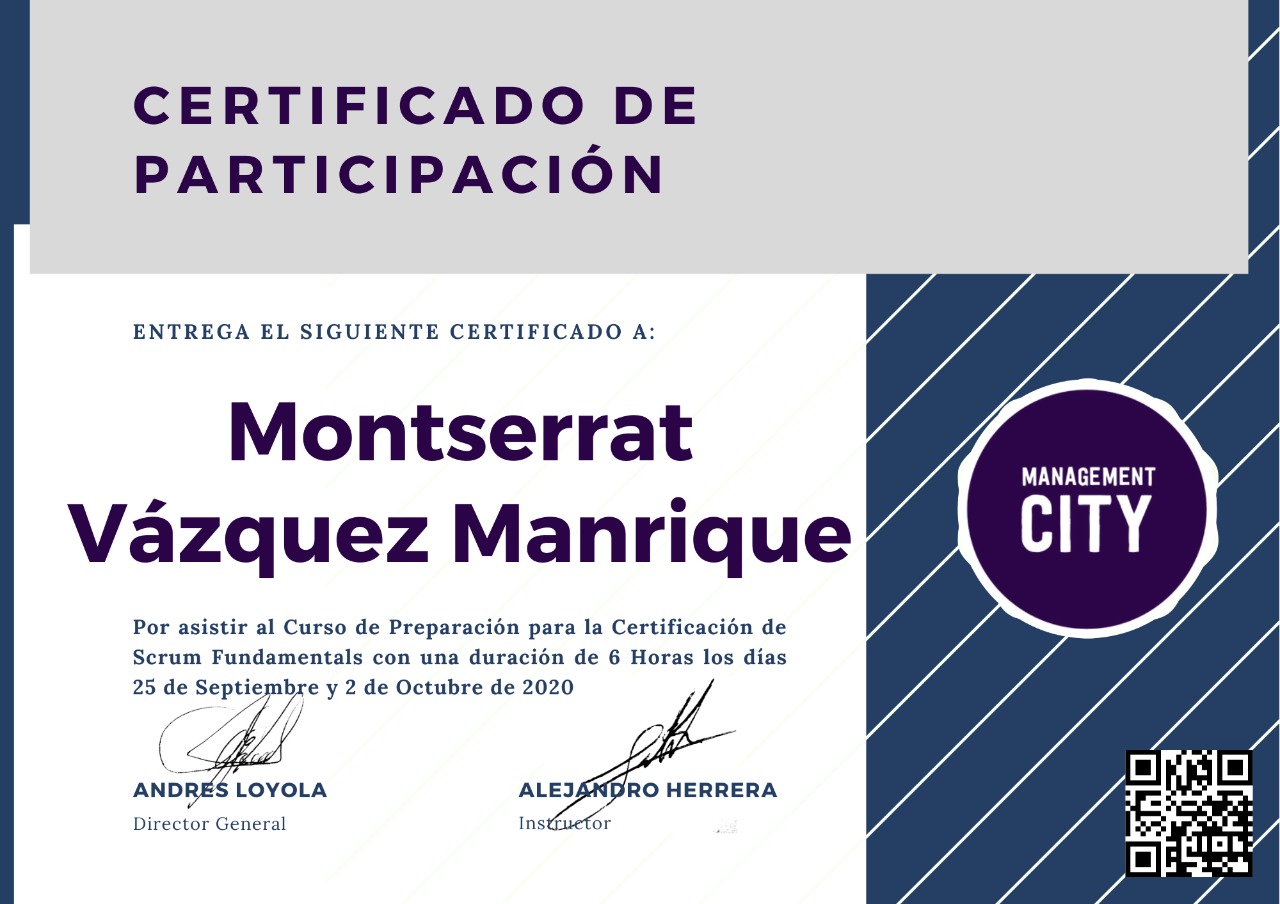 CERTIFICADO DE
PARTICIPACIÓN
ENTREGA EL SIGUIENTE CERTIFICADO A:
Montserrat
Vázquez Manrique
Por asistir al Curso de Preparación para la Certificación de
Scrum Fundamentals con una duración de 6 Horas los días
25 de Septiembre y 2 de Octubre de 2020
ANDRES LOYOLA
Director General
ALEJANDRO HERRERA
Instructor
MANAGEMENT
CITY